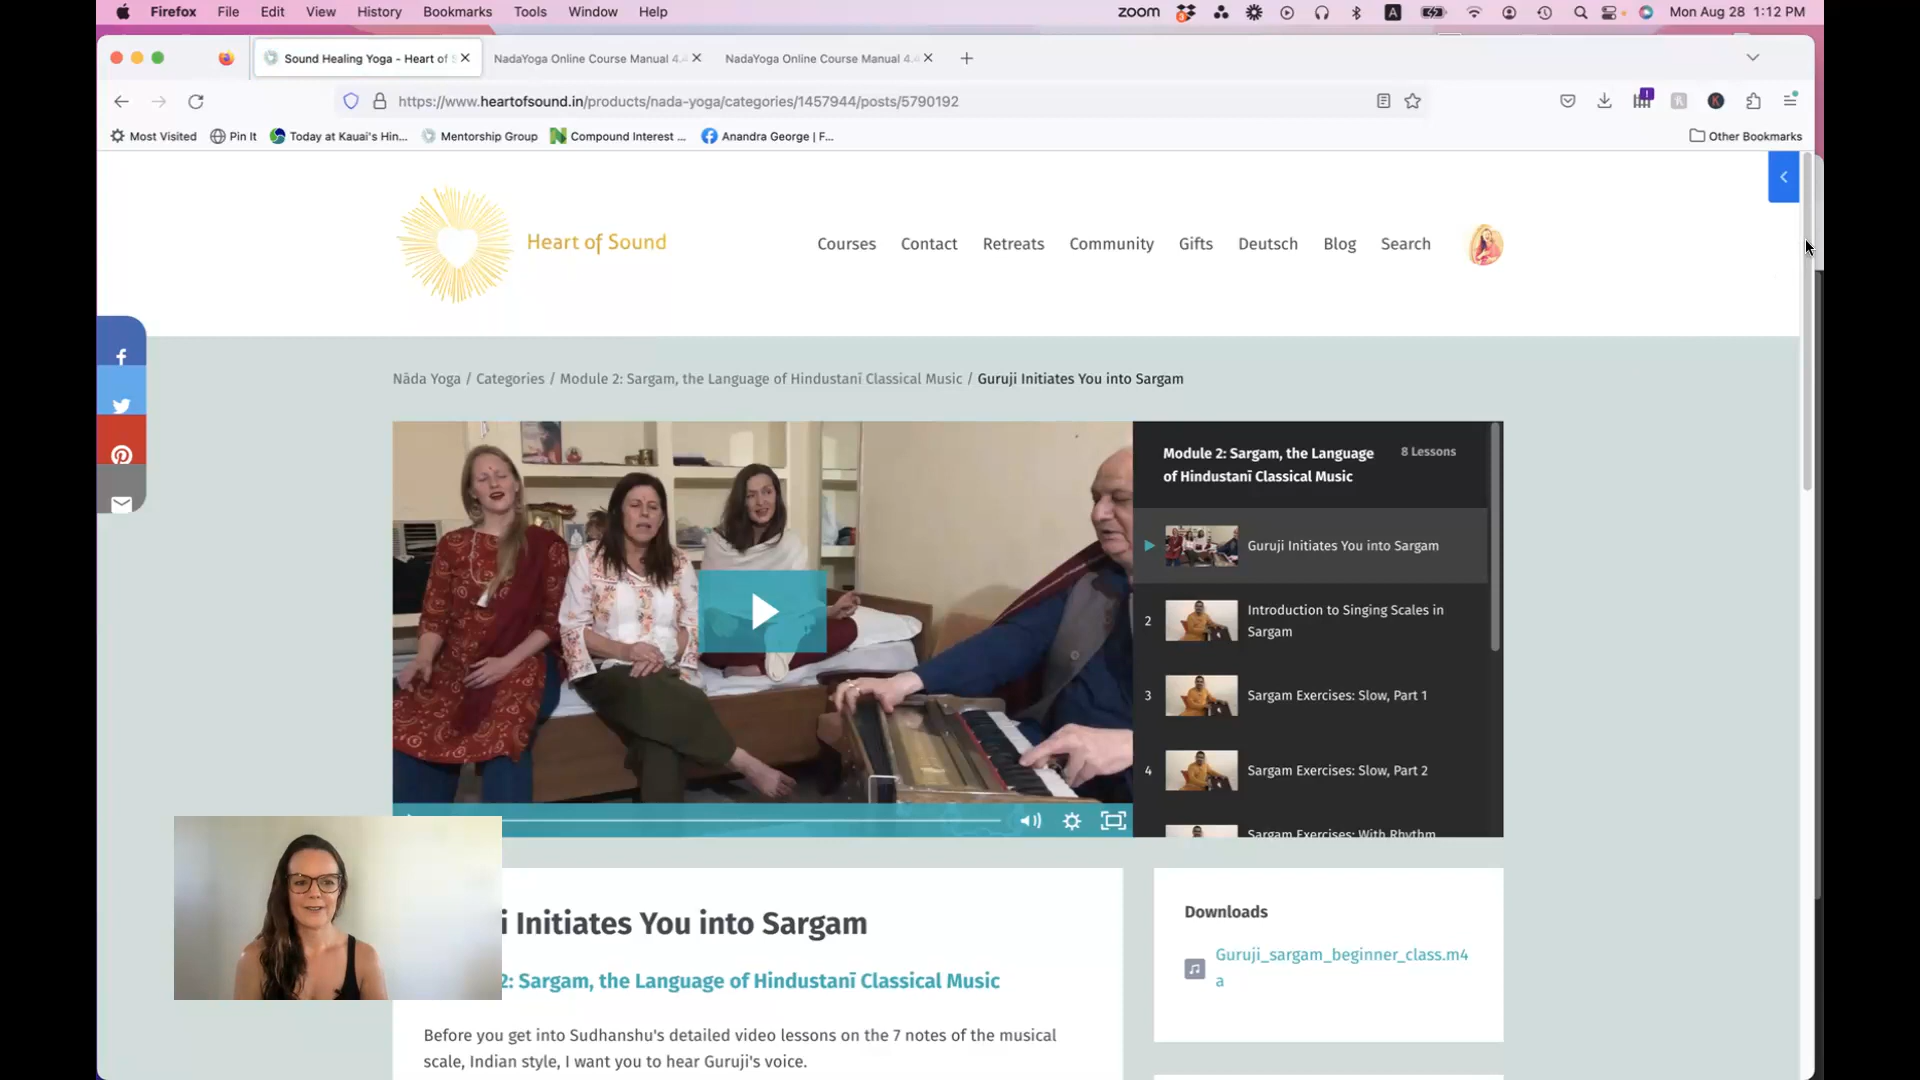 Firefox File Edit View History Bookmarks Tools Window Help
zoom Mon Aug 28 1:12 PM
Sound Healing Yoga - Heart of S
NadaYoga Online Course Manual 4.4
NadaYoga Online Course Manual 4.4
https://www.heartofsound.in/products/nada-yoga/categories/1457944/posts/5790192
Most Visited Pin It Today at Kauai's Hin... Mentorship Group Compound Interest ... Anandra George | F...
Other Bookmarks
Heart of Sound
Courses Contact Retreats Community Gifts Deutsch Blog Search
Nāda Yoga / Categories / Module 2: Sargam, the Language of Hindustanī Classical Music / Guruji Initiates You into Sargam
Module 2: Sargam, the Language
of Hindustanī Classical Music
8 Lessons
Guruji Initiates You into Sargam
2 Introduction to Singing Scales in
Sargam
3 Sargam Exercises: Slow, Part 1
4 Sargam Exercises: Slow, Part 2
Sargam Exercises: With Rhythm
i Initiates You into Sargam
2: Sargam, the Language of Hindustanī Classical Music
Before you get into Sudhanshu's detailed video lessons on the 7 notes of the musical
scale, Indian style, I want you to hear Guruji's voice.
Downloads
Guruji_sargam_beginner_class.m4
a